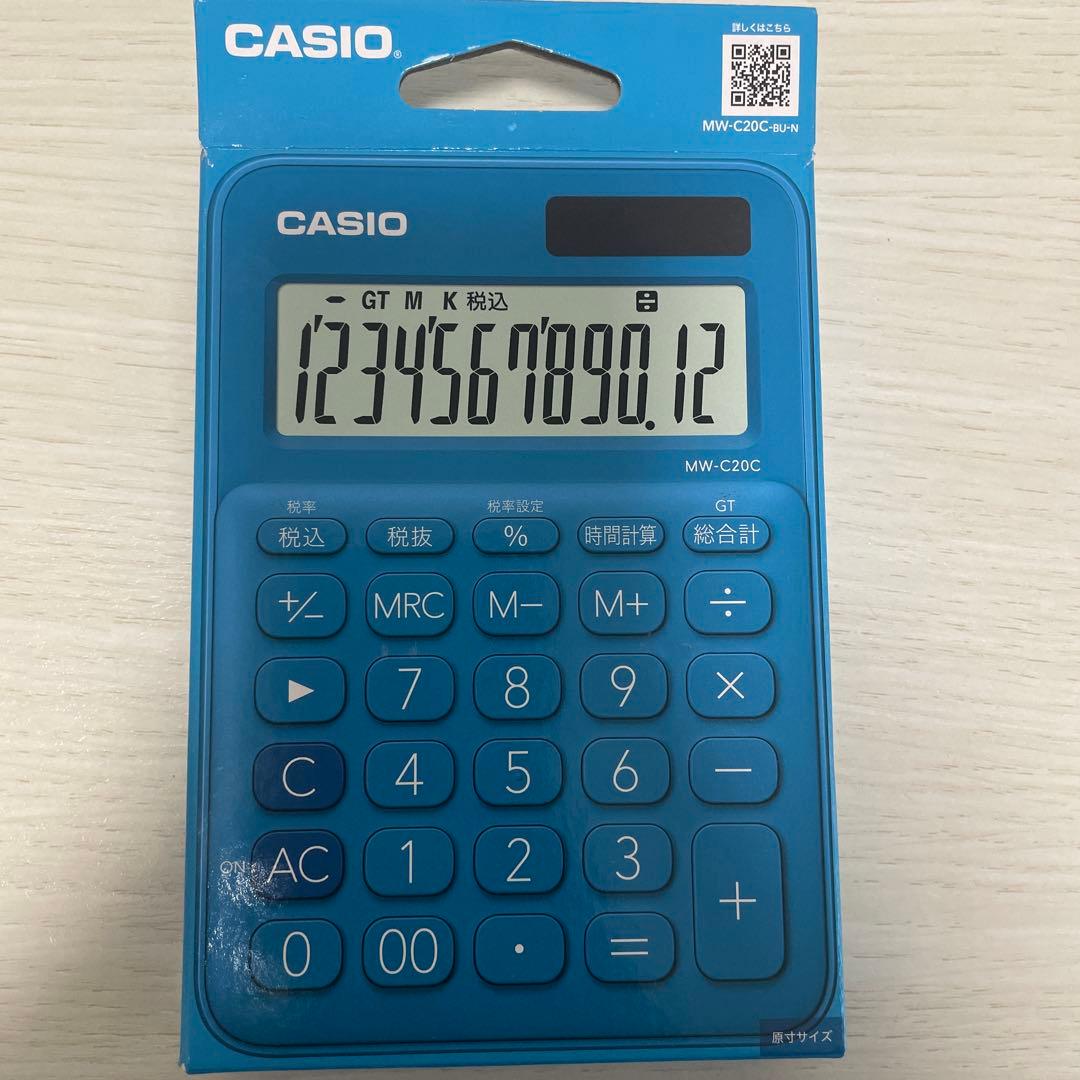 CASIO®
詳しくはこちら
MW-C20C-BU-N
CASIO
- GT M K 税込 ÷
1'234'567'890.12
MW-C20C
税率 税率設定 GT
税込 税抜 % 時間計算 総合計
+/− MRC M− M+ ÷
▶ 7 8 9 ×
C 4 5 6 −
ON AC 1 2 3 +
0 00 · =
原寸サイズ